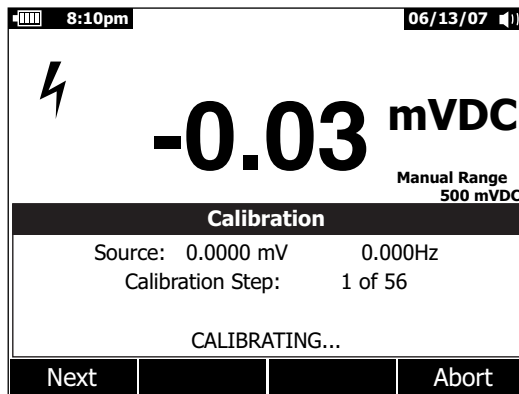 8:10pm 06/13/07
-0.03 mVDC
Manual Range
500 mVDC
Calibration
Source: 0.0000 mV 0.000Hz
Calibration Step: 1 of 56
CALIBRATING...
Next Abort